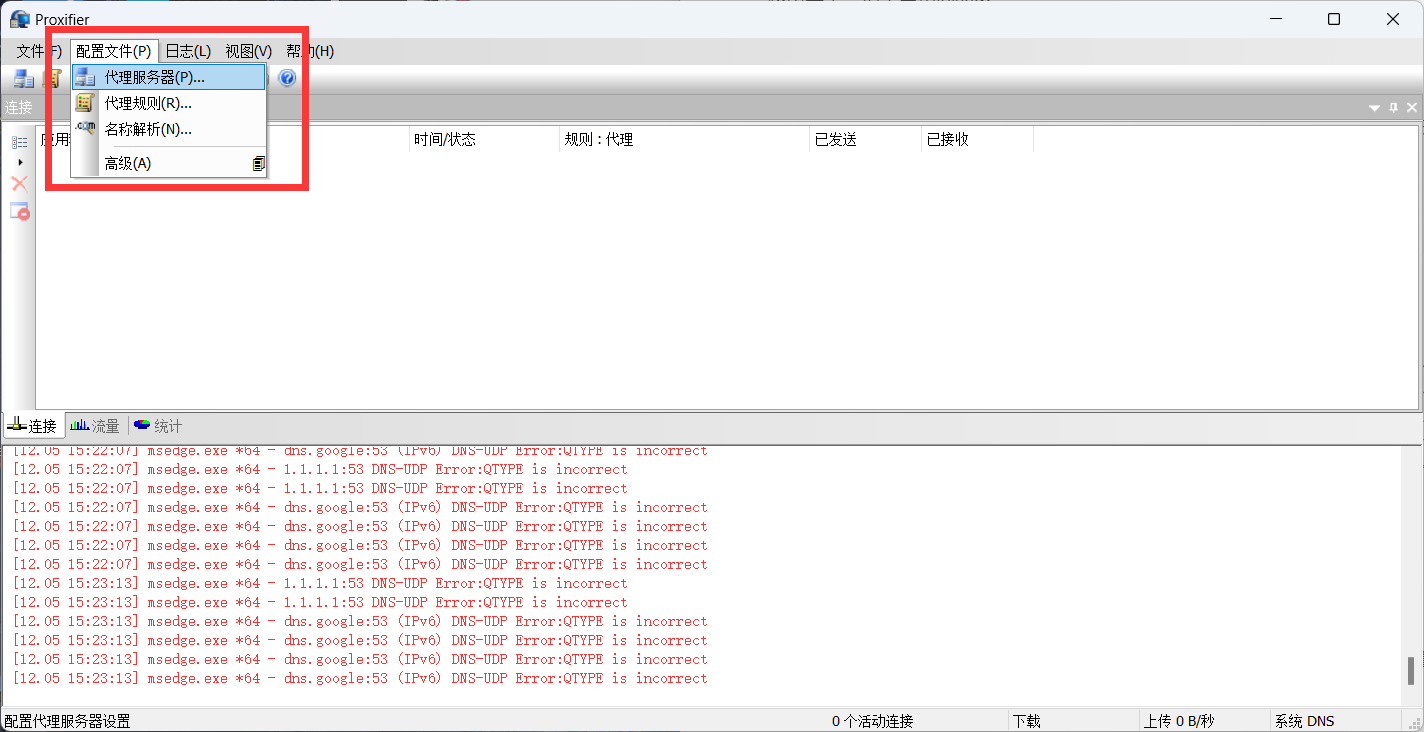 Proxifier
文件(F) 配置文件(P) 日志(L) 视图(V) 帮助(H)
代理服务器(P)...
连接
代理规则(R)...
.com
名称解析(N)...
时间/状态 规则 : 代理 已发送 已接收
高级(A)
连接 流量 统计
[12.05 15:22:07] msedge.exe *64 - dns.google:53 (IPv6) DNS-UDP Error:QTYPE is incorrect
[12.05 15:22:07] msedge.exe *64 - 1.1.1.1:53 DNS-UDP Error:QTYPE is incorrect
[12.05 15:22:07] msedge.exe *64 - 1.1.1.1:53 DNS-UDP Error:QTYPE is incorrect
[12.05 15:22:07] msedge.exe *64 - dns.google:53 (IPv6) DNS-UDP Error:QTYPE is incorrect
[12.05 15:22:07] msedge.exe *64 - dns.google:53 (IPv6) DNS-UDP Error:QTYPE is incorrect
[12.05 15:22:07] msedge.exe *64 - dns.google:53 (IPv6) DNS-UDP Error:QTYPE is incorrect
[12.05 15:22:07] msedge.exe *64 - dns.google:53 (IPv6) DNS-UDP Error:QTYPE is incorrect
[12.05 15:23:13] msedge.exe *64 - 1.1.1.1:53 DNS-UDP Error:QTYPE is incorrect
[12.05 15:23:13] msedge.exe *64 - 1.1.1.1:53 DNS-UDP Error:QTYPE is incorrect
[12.05 15:23:13] msedge.exe *64 - dns.google:53 (IPv6) DNS-UDP Error:QTYPE is incorrect
[12.05 15:23:13] msedge.exe *64 - dns.google:53 (IPv6) DNS-UDP Error:QTYPE is incorrect
[12.05 15:23:13] msedge.exe *64 - dns.google:53 (IPv6) DNS-UDP Error:QTYPE is incorrect
[12.05 15:23:13] msedge.exe *64 - dns.google:53 (IPv6) DNS-UDP Error:QTYPE is incorrect
配置代理服务器设置 0 个活动连接 下载 上传 0 B/秒 系统 DNS